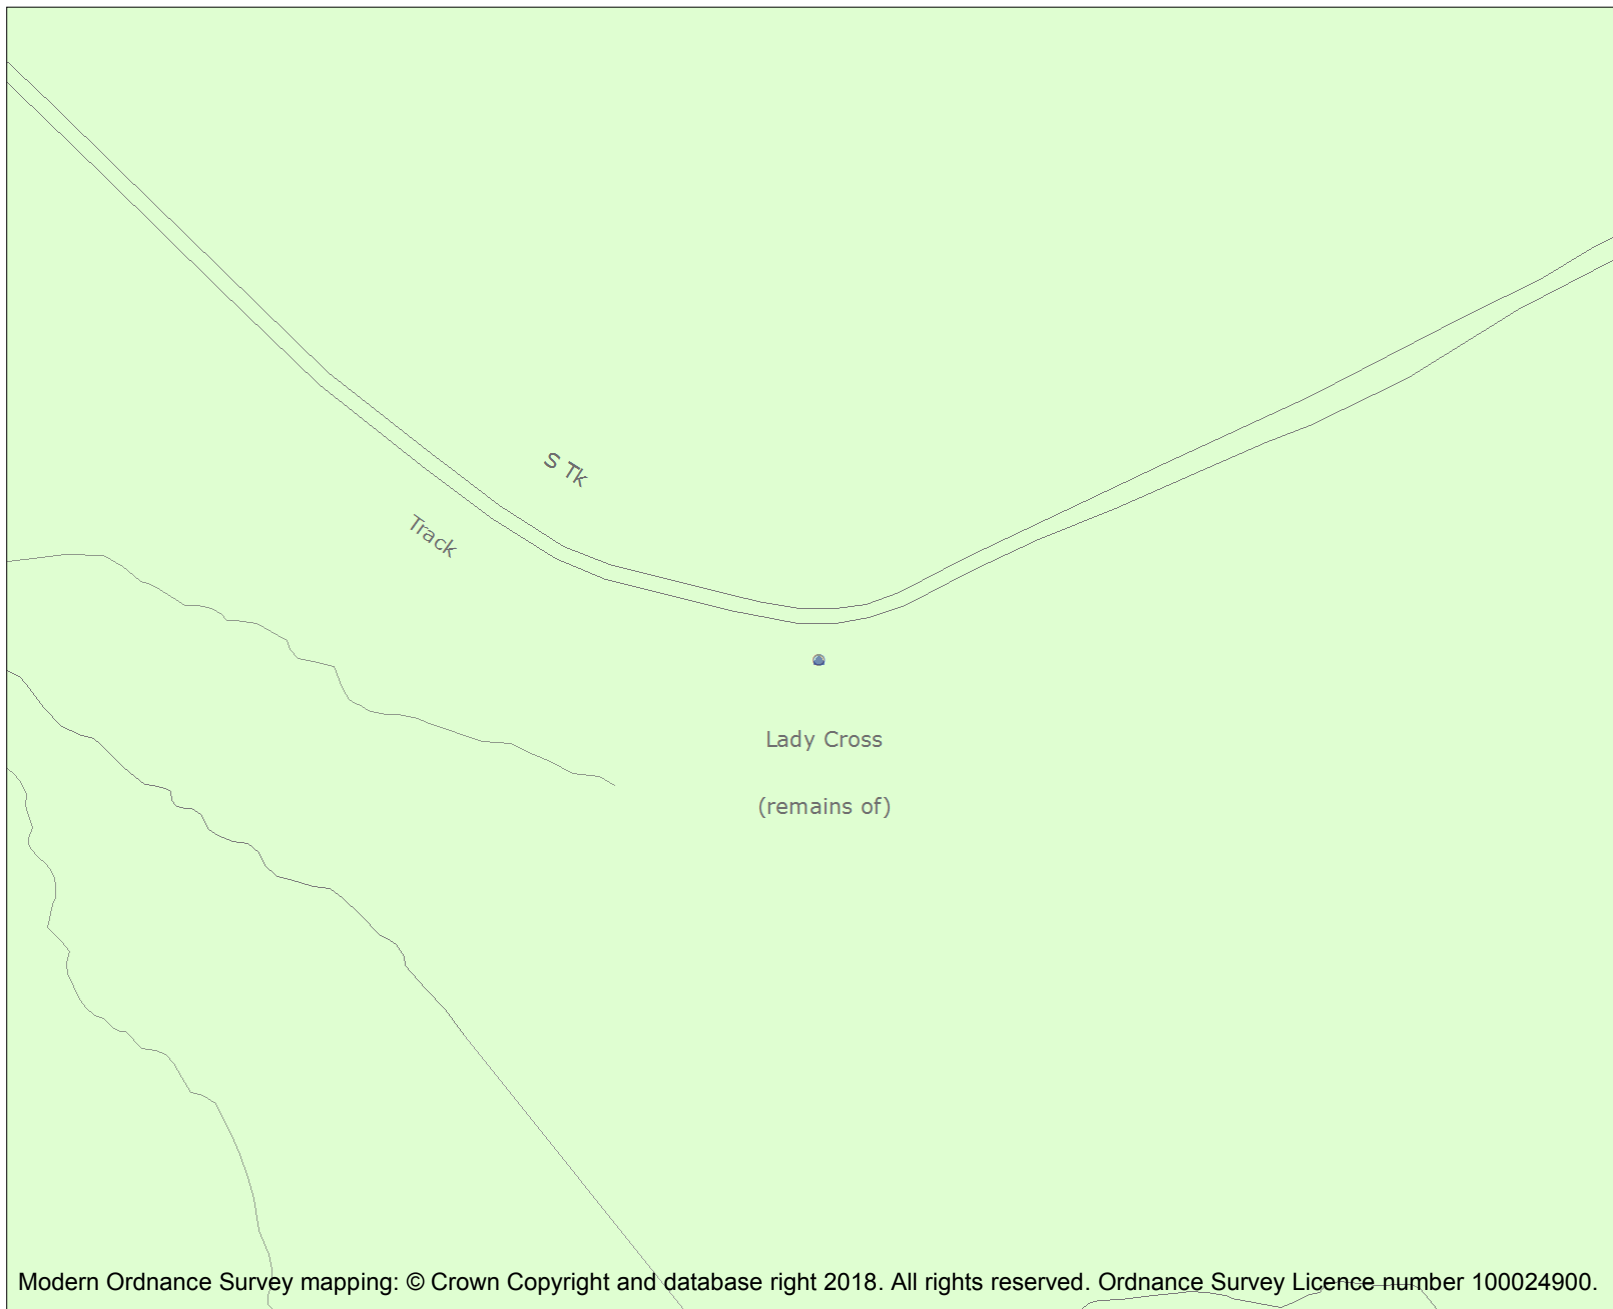 S Tk
Track
Lady Cross
(remains of)
Modern Ordnance Survey mapping: © Crown Copyright and database right 2018. All rights reserved. Ordnance Survey Licence number 100024900.